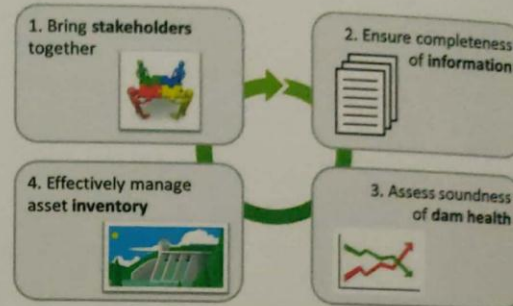 1. Bring stakeholders
together
2. Ensure completeness
of information
4. Effectively manage
asset inventory
3. Assess soundness
of dam health